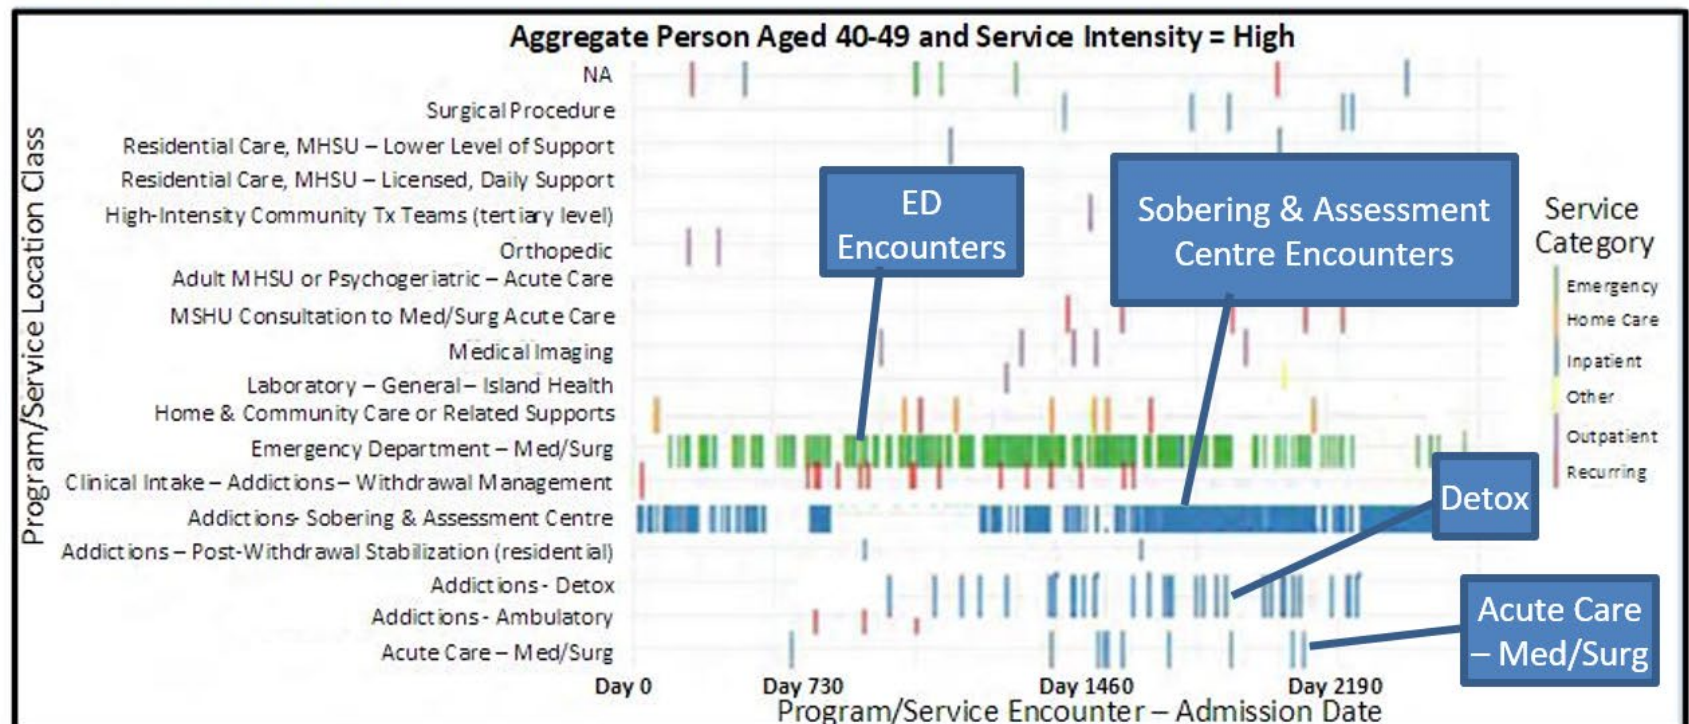 Aggregate Person Aged 40-49 and Service Intensity = High
Program/Service Location Class
NA
Surgical Procedure
Residential Care, MHSU – Lower Level of Support
Residential Care, MHSU – Licensed, Daily Support
High-Intensity Community Tx Teams (tertiary level)
Orthopedic
Adult MHSU or Psychogeriatric – Acute Care
MSHU Consultation to Med/Surg Acute Care
Medical Imaging
Laboratory – General – Island Health
Home & Community Care or Related Supports
Emergency Department – Med/Surg
Clinical Intake – Addictions – Withdrawal Management
Addictions- Sobering & Assessment Centre
Addictions – Post-Withdrawal Stabilization (residential)
Addictions - Detox
Addictions - Ambulatory
Acute Care – Med/Surg
ED
Encounters
Sobering & Assessment
Centre Encounters
Detox
Acute Care
– Med/Surg
Service
Category
Emergency
Home Care
Inpatient
Other
Outpatient
Recurring
Day 0
Day 730
Day 1460
Day 2190
Program/Service Encounter – Admission Date